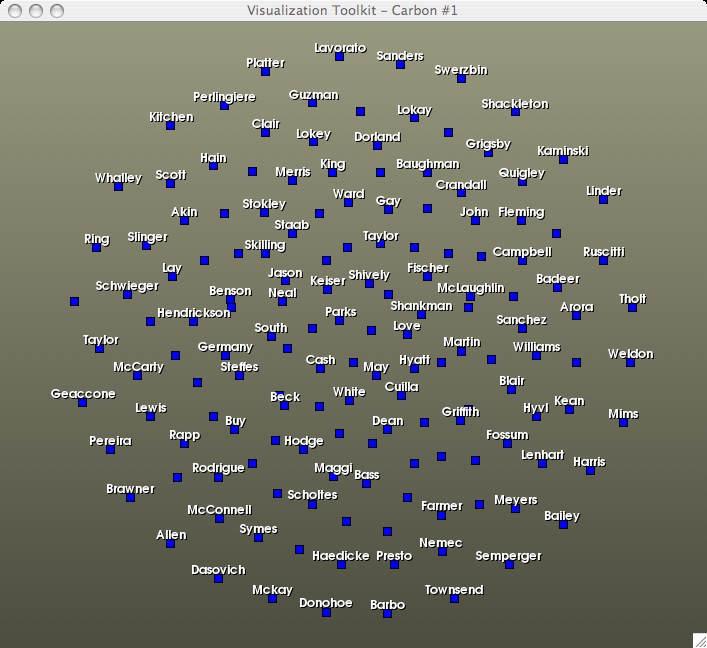 Visualization Toolkit - Carbon #1
Lavorato
Sanders
Platter
Swerzbin
Perlingiere
Guzman
Shackleton
Kitchen
Clair
Lokay
Lokey
Dorland
Grigsby
Kaminski
Hain
King
Baughman
Whalley
Scott
Merris
Quigley
Crandall
Linder
Ward
Gay
Akin
Stokley
John
Fleming
Staab
Ring
Slinger
Skilling
Taylor
Campbell
Ruscitti
Lay
Jason
Keiser
Shively
Fischer
Badeer
Schwieger
Benson
Neal
McLaughlin
Tholt
Hendrickson
Parks
Shankman
Arora
South
Love
Sanchez
Taylor
Germany
Martin
Williams
Weldon
McCarty
Steffes
Cash
May
Hyatt
Blair
Geaccone
Beck
White
Cuilla
Kean
Lewis
Griffith
Hyvl
Mims
Buy
Dean
Pereira
Rapp
Hodge
Fossum
Rodrigue
Maggi
Bass
Lenhart
Harris
Brawner
Scholtes
McConnell
Farmer
Meyers
Bailey
Allen
Symes
Nemec
Dasovich
Haedicke
Presto
Semperger
Mckay
Donohoe
Barbo
Townsend